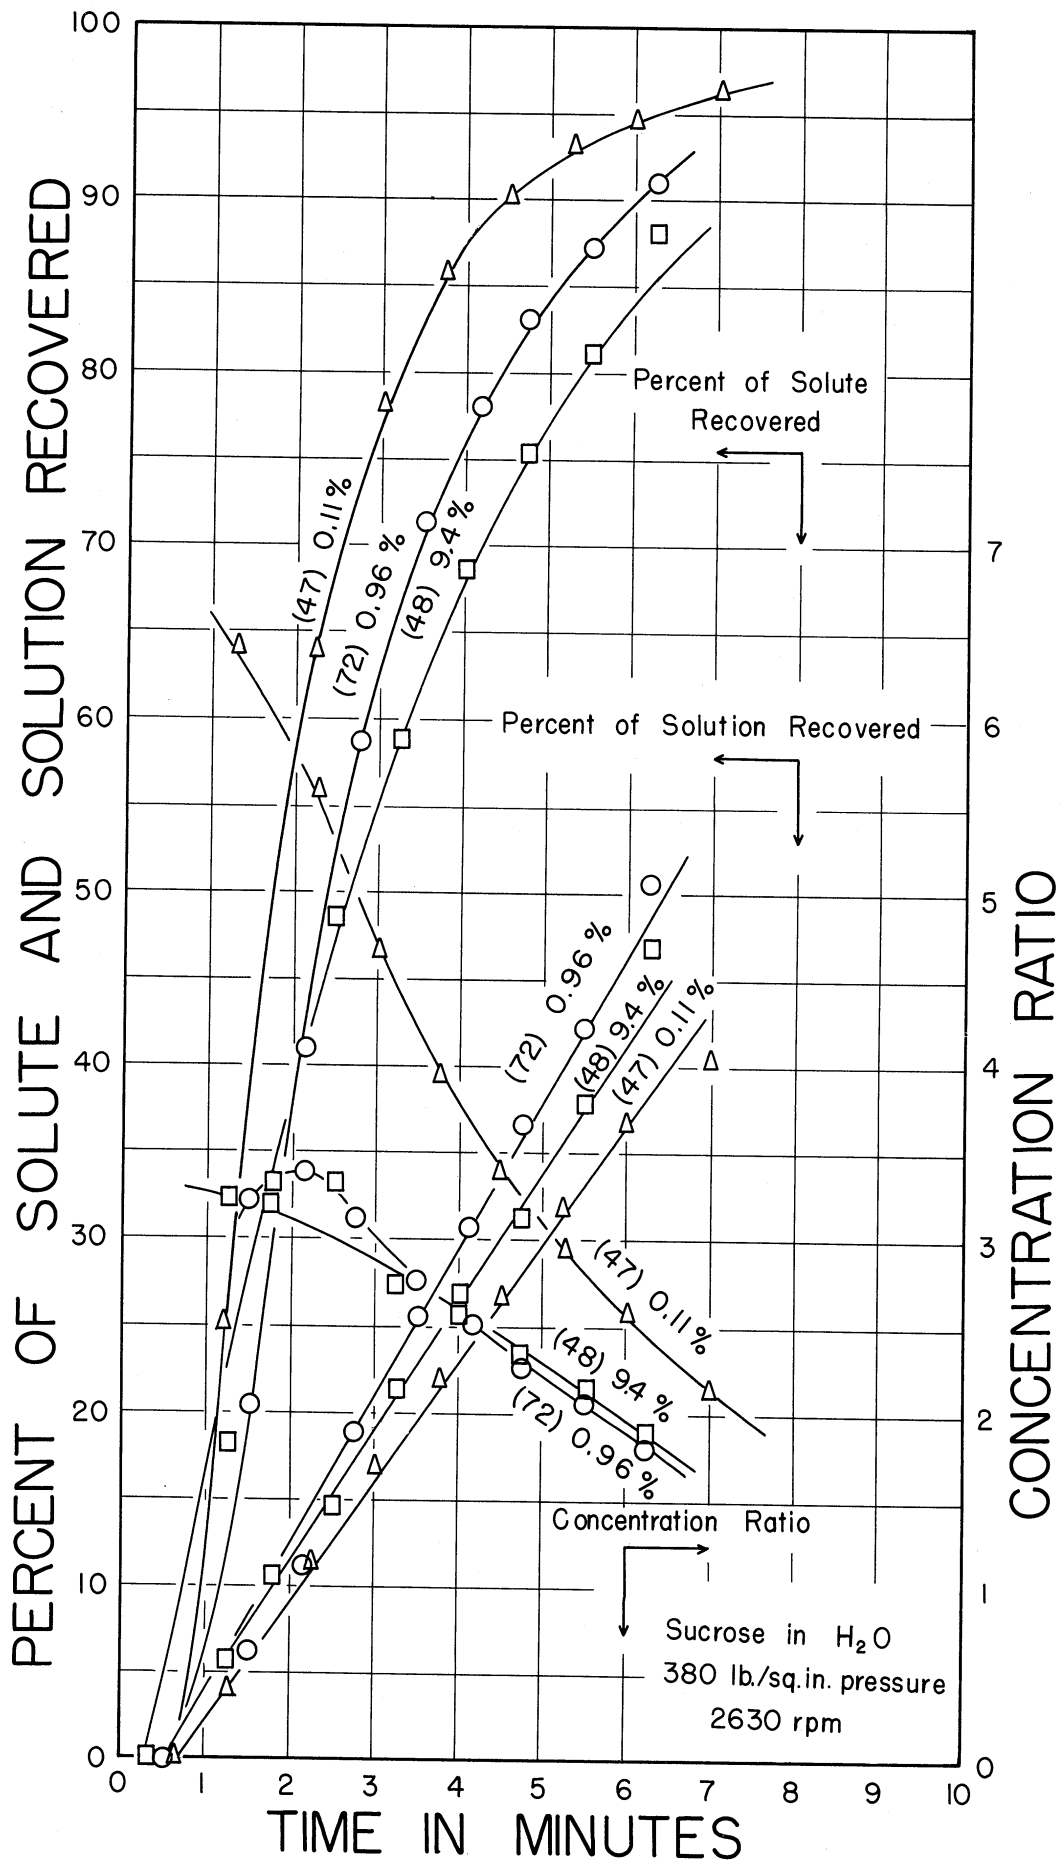 100
90
80
70
60
50
40
30
20
10
0
PERCENT OF SOLUTE AND SOLUTION RECOVERED
(47) 0.11%
(72) 0.96 %
(48) 9.4 %
Percent of Solute
Recovered
Percent of Solution Recovered
(72) 0.96 %
(48) 9.4 %
(47) 0.11%
(47) 0.11%
(48) 9.4 %
(72) 0.96 %
Concentration Ratio
Sucrose in H₂O
380 lb./sq.in. pressure
2630 rpm
7
6
5
4
3
2
1
0
CONCENTRATION RATIO
0 1 2 3 4 5 6 7 8 9 10
TIME IN MINUTES